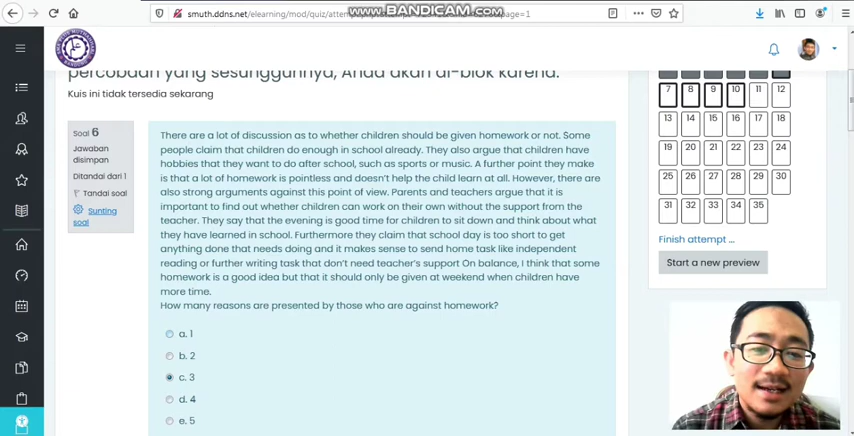 smuth.ddns.net/elearning/mod/quiz/
www.BANDICAM.com
page=1
percobaan yang sesungguhnya, Anda akan di-blok karena:
Kuis ini tidak tersedia sekarang
Soal 6
Jawaban
disimpan
Ditandai dari 1
Tandai soal
Sunting
soal
There are a lot of discussion as to whether children should be given homework or not. Some
people claim that children do enough in school already. They also argue that children have
hobbies that they want to do after school, such as sports or music. A further point they make
is that a lot of homework is pointless and doesn't help the child learn at all. However, there are
also strong arguments against this point of view. Parents and teachers argue that it is
important to find out whether children can work on their own without the support from the
teacher. They say that the evening is good time for children to sit down and think about what
they have learned in school. Furthermore they claim that school day is too short to get
anything done that needs doing and it makes sense to send home task like independent
reading or further writing task that don't need teacher's support On balance, I think that some
homework is a good idea but that it should only be given at weekend when children have
more time.
How many reasons are presented by those who are against homework?
a. 1
b. 2
c. 3
d. 4
e. 5
7 8 9 10 11 12
13 14 15 16 17 18
19 20 21 22 23 24
25 26 27 28 29 30
31 32 33 34 35
Finish attempt ...
Start a new preview